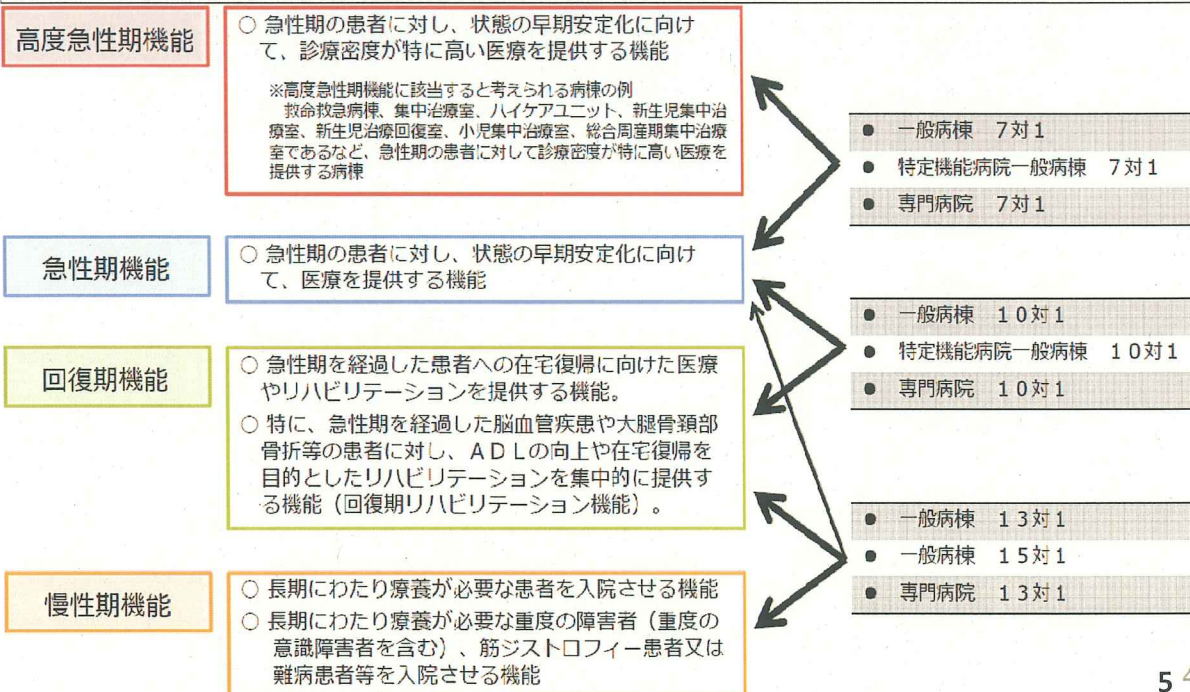 高度急性期機能
○ 急性期の患者に対し、状態の早期安定化に向け
て、診療密度が特に高い医療を提供する機能
※高度急性期機能に該当すると考えられる病棟の例
救命救急病棟、集中治療室、ハイケアユニット、新生児集中治
療室、新生児治療回復室、小児集中治療室、総合周産期集中治療
室であるなど、急性期の患者に対して診療密度が特に高い医療を
提供する病棟
急性期機能
○ 急性期の患者に対し、状態の早期安定化に向け
て、医療を提供する機能
回復期機能
○ 急性期を経過した患者への在宅復帰に向けた医療
やリハビリテーションを提供する機能。
○ 特に、急性期を経過した脳血管疾患や大腿骨頚部
骨折等の患者に対し、ADLの向上や在宅復帰を
目的としたリハビリテーションを集中的に提供す
る機能（回復期リハビリテーション機能）。
慢性期機能
○ 長期にわたり療養が必要な患者を入院させる機能
○ 長期にわたり療養が必要な重度の障害者（重度の
意識障害者を含む）、筋ジストロフィー患者又は
難病患者等を入院させる機能
● 一般病棟 7対1
● 特定機能病院一般病棟 7対1
● 専門病院 7対1
● 一般病棟 10対1
● 特定機能病院一般病棟 10対1
● 専門病院 10対1
● 一般病棟 13対1
● 一般病棟 15対1
● 専門病院 13対1
5 4